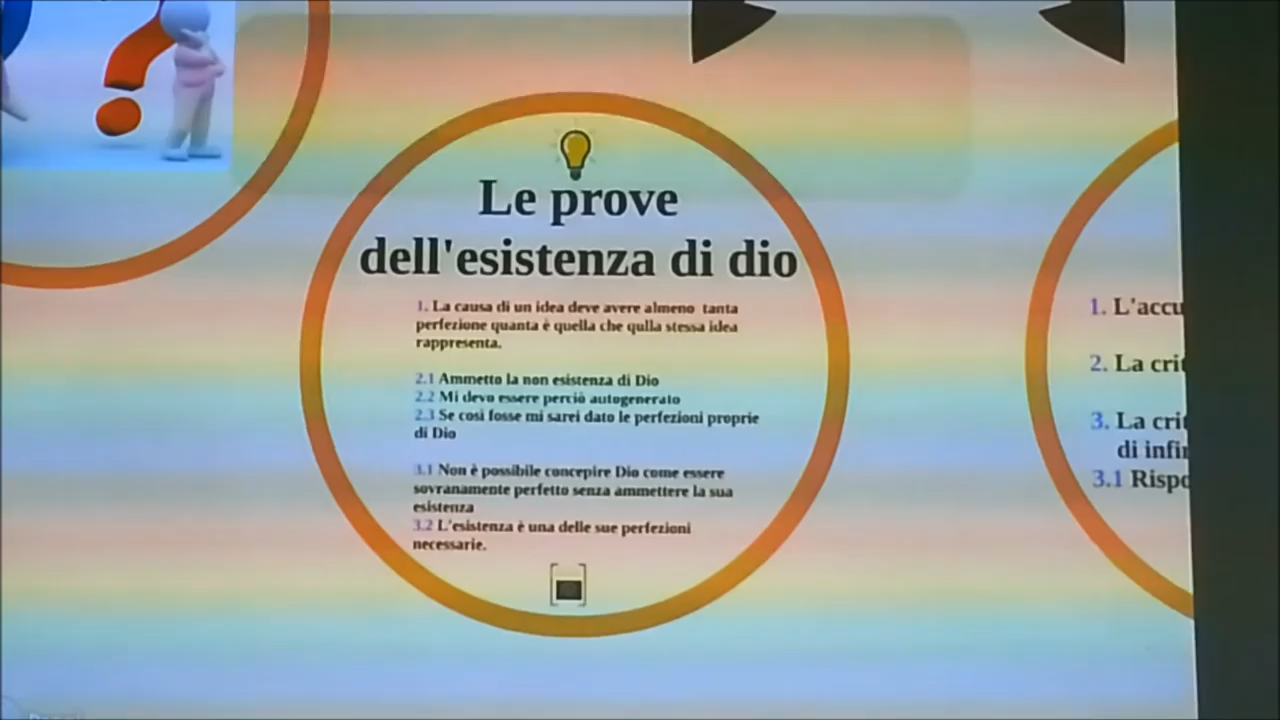 Le prove
dell'esistenza di dio
1. La causa di un idea deve avere almeno tanta
perfezione quanta è quella che qulla stessa idea
rappresenta.
2.1 Ammetto la non esistenza di Dio
2.2 Mi devo essere perciò autogenerato
2.3 Se così fosse mi sarei dato le perfezioni proprie
di Dio
3.1 Non è possibile concepire Dio come essere
sovranamente perfetto senza ammettere la sua
esistenza
3.2 L'esistenza è una delle sue perfezioni
necessarie.
1. L'accu
2. La crit
3. La crit
di infin
3.1 Rispo